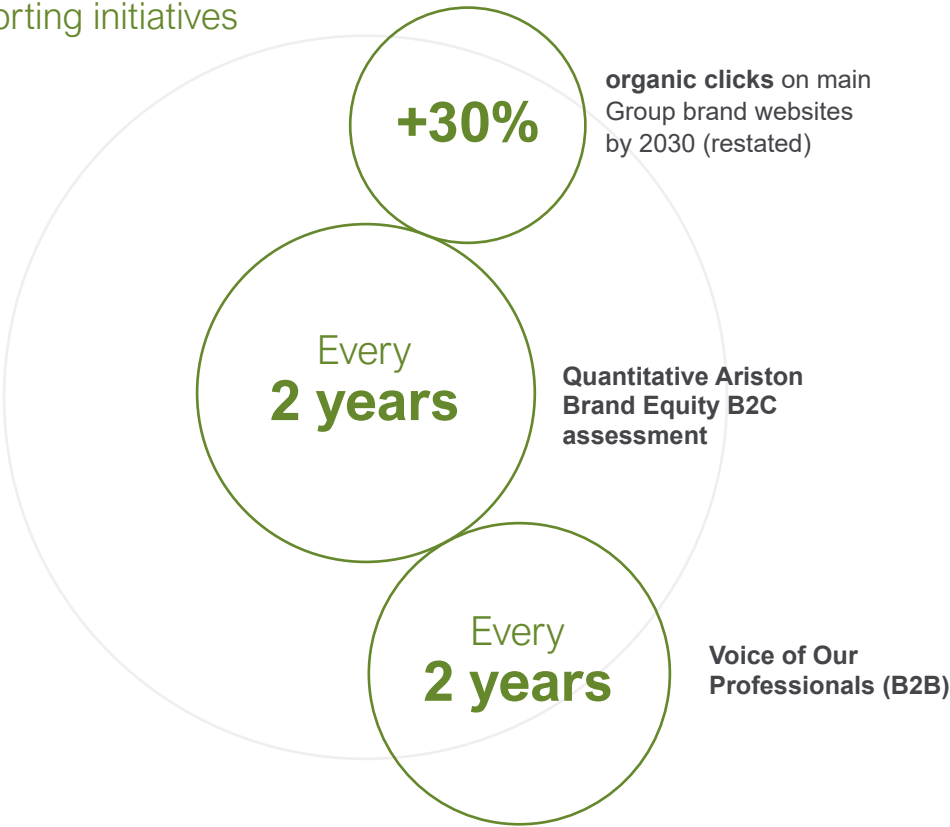 orting initiatives
+30%
organic clicks on main
Group brand websites
by 2030 (restated)
Every
2 years
Quantitative Ariston
Brand Equity B2C
assessment
Every
2 years
Voice of Our
Professionals (B2B)